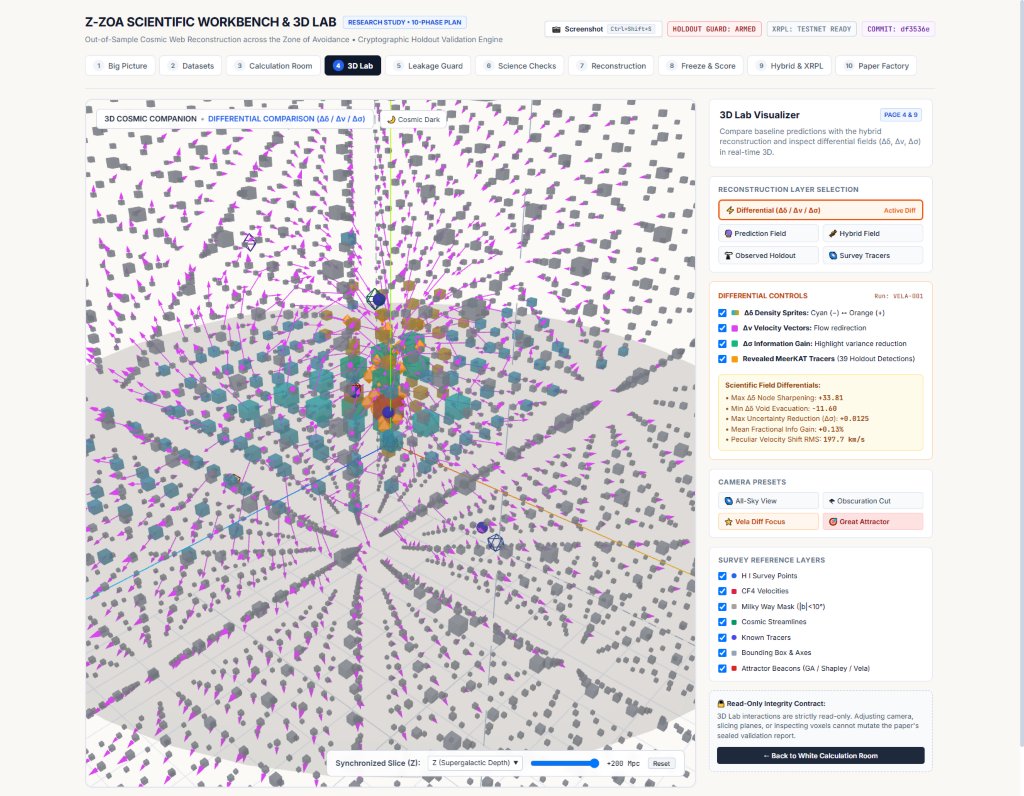 Z-ZOA SCIENTIFIC WORKBENCH & 3D LAB
RESEARCH STUDY • 10-PHASE PLAN
Out-of-Sample Cosmic Web Reconstruction across the Zone of Avoidance • Cryptographic Holdout Validation Engine
Screenshot Ctrl+Shift+S
HOLDOUT GUARD: ARMED
XRPL: TESTNET READY
COMMIT: df353ee
1 Big Picture
2 Datasets
3 Calculation Room
4 3D Lab
5 Leakage Guard
6 Science Checks
7 Reconstruction
8 Freeze & Score
9 Hybrid & XRPL
10 Paper Factory
3D COSMIC COMPANION • DIFFERENTIAL COMPARISON (Δδ / Δv / Δσ)
Cosmic Dark
Synchronized Slice (Z):
Z (Supergalactic Depth) ▼
+200 Mpc
Reset
3D Lab Visualizer
PAGE 4 & 9
Compare baseline predictions with the hybrid
reconstruction and inspect differential fields (Δδ, Δv, Δσ)
in real-time 3D.
RECONSTRUCTION LAYER SELECTION
Differential (Δδ / Δv / Δσ)
Active Diff
Prediction Field
Hybrid Field
Observed Holdout
Survey Tracers
DIFFERENTIAL CONTROLS
Run: VELA-001
Δδ Density Sprites: Cyan (−) ↔ Orange (+)
Δv Velocity Vectors: Flow redirection
Δσ Information Gain: Highlight variance reduction
Revealed MeerKAT Tracers (39 Holdout Detections)
Scientific Field Differentials:
• Max Δδ Node Sharpening: +33.81
• Min Δδ Void Evacuation: -11.60
• Max Uncertainty Reduction (Δσ): +0.0125
• Mean Fractional Info Gain: +0.13%
• Peculiar Velocity Shift RMS: 197.7 km/s
CAMERA PRESETS
All-Sky View
Obscuration Cut
Vela Diff Focus
Great Attractor
SURVEY REFERENCE LAYERS
H I Survey Points
CF4 Velocities
Milky Way Mask (|b|<10°)
Cosmic Streamlines
Known Tracers
Bounding Box & Axes
Attractor Beacons (GA / Shapley / Vela)
Read-Only Integrity Contract:
3D Lab interactions are strictly read-only. Adjusting camera,
slicing planes, or inspecting voxels cannot mutate the paper's
sealed validation report.
← Back to White Calculation Room